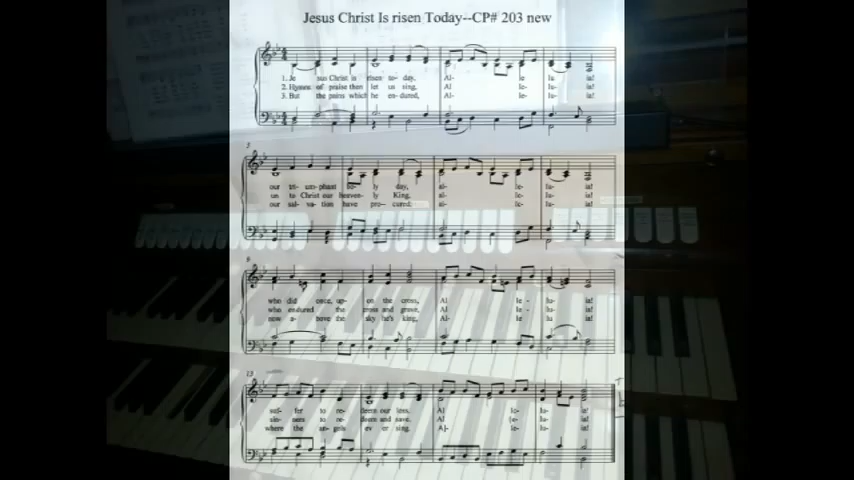 Jesus Christ Is risen Today--CP# 203 new
1. Je sus Christ is risen to- day, Al- le lu- ia!
2. Hymns of praise then let us sing, Al le- lu- ia!
3. But the pains which he en- dured, Al- le- lu- ia!
5
our tri- um-phant ho- ly day, al- le- lu- ia!
un to Christ our heaven- ly King, al- le- lu- ia!
our sal- va- tion have pro- cured: al- le- lu- ia!
9
who did once, up- on the cross, Al le - lu- ia!
who endured the cross and grave, Al le - lu- ia!
now a- bove the sky he's king, Al- le lu ia!
13
suf- fer to re- deem our loss. Al le- lu- ia!
sin- ners to re- deem and save. Al le- lu- ia!
where the an- gels ev er sing. Al- le- lu- ia!